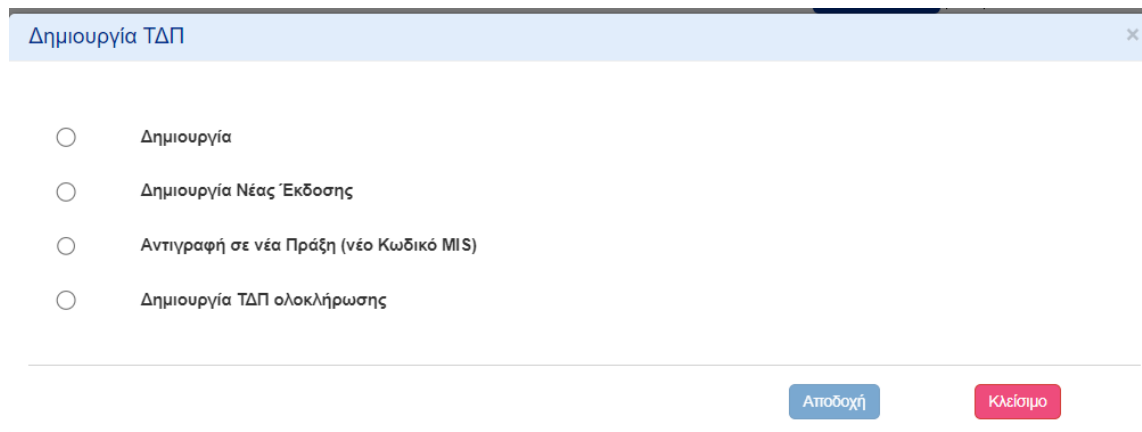 Δημιουργία ΤΔΠ
Δημιουργία
Δημιουργία Νέας Έκδοσης
Αντιγραφή σε νέα Πράξη (νέο Κωδικό MIS)
Δημιουργία ΤΔΠ ολοκλήρωσης
Αποδοχή
Κλείσιμο